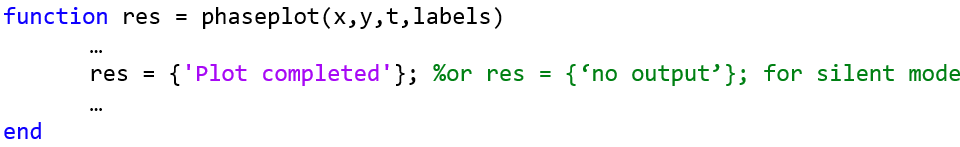 function res = phaseplot(x,y,t,labels)
…
res = {'Plot completed'}; %or res = {‘no output’}; for silent mode
…
end